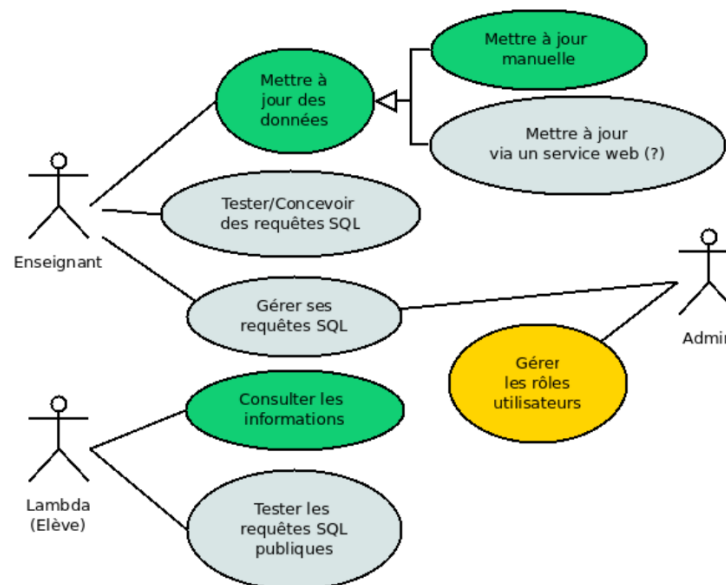 Mettre à jour
manuelle
Mettre à
jour des
données
Mettre à jour
via un service web (?)
Tester/Concevoir
des requêtes SQL
Enseignant
Gérer ses
requêtes SQL
Admin
Gérer
les rôles
utilisateurs
Consulter les
informations
Lambda
(Elève)
Tester les
requêtes SQL
publiques